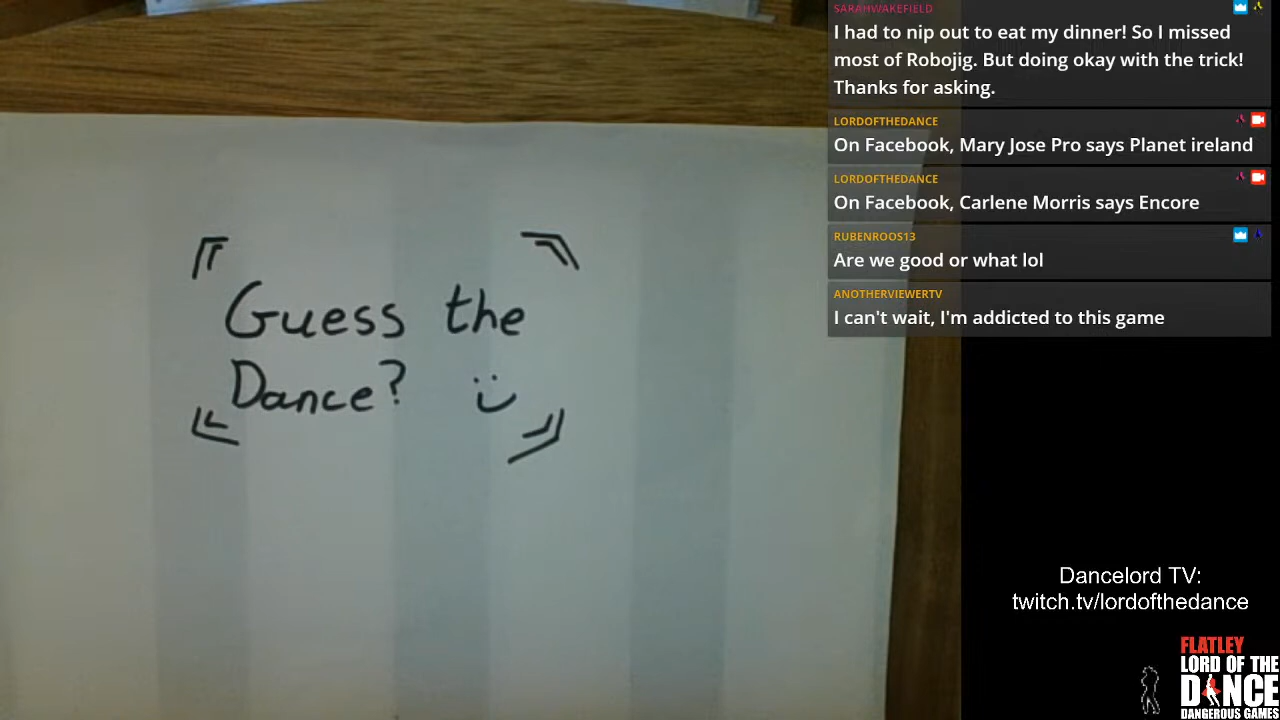 Guess the
Dance?
SARAHWAKEFIELD
I had to nip out to eat my dinner! So I missed
most of Robojig. But doing okay with the trick!
Thanks for asking.
LORDOFTHEDANCE
On Facebook, Mary Jose Pro says Planet ireland
LORDOFTHEDANCE
On Facebook, Carlene Morris says Encore
RUBENROOS13
Are we good or what lol
ANOTHERVIEWERTV
I can't wait, I'm addicted to this game
Dancelord TV:
twitch.tv/lordofthedance
FLATLEY
LORD OF THE
DANCE
DANGEROUS GAMES